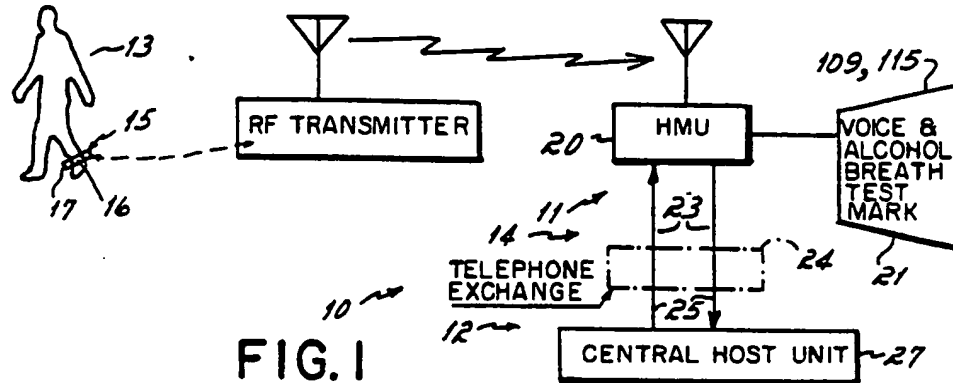 13
109, 115
15
RF TRANSMITTER
20
HMU
VOICE &
ALCOHOL
BREATH
TEST
MARK
17
16
11
23
14
24
21
TELEPHONE
EXCHANGE
10
25
12
FIG. 1
CENTRAL HOST UNIT
27